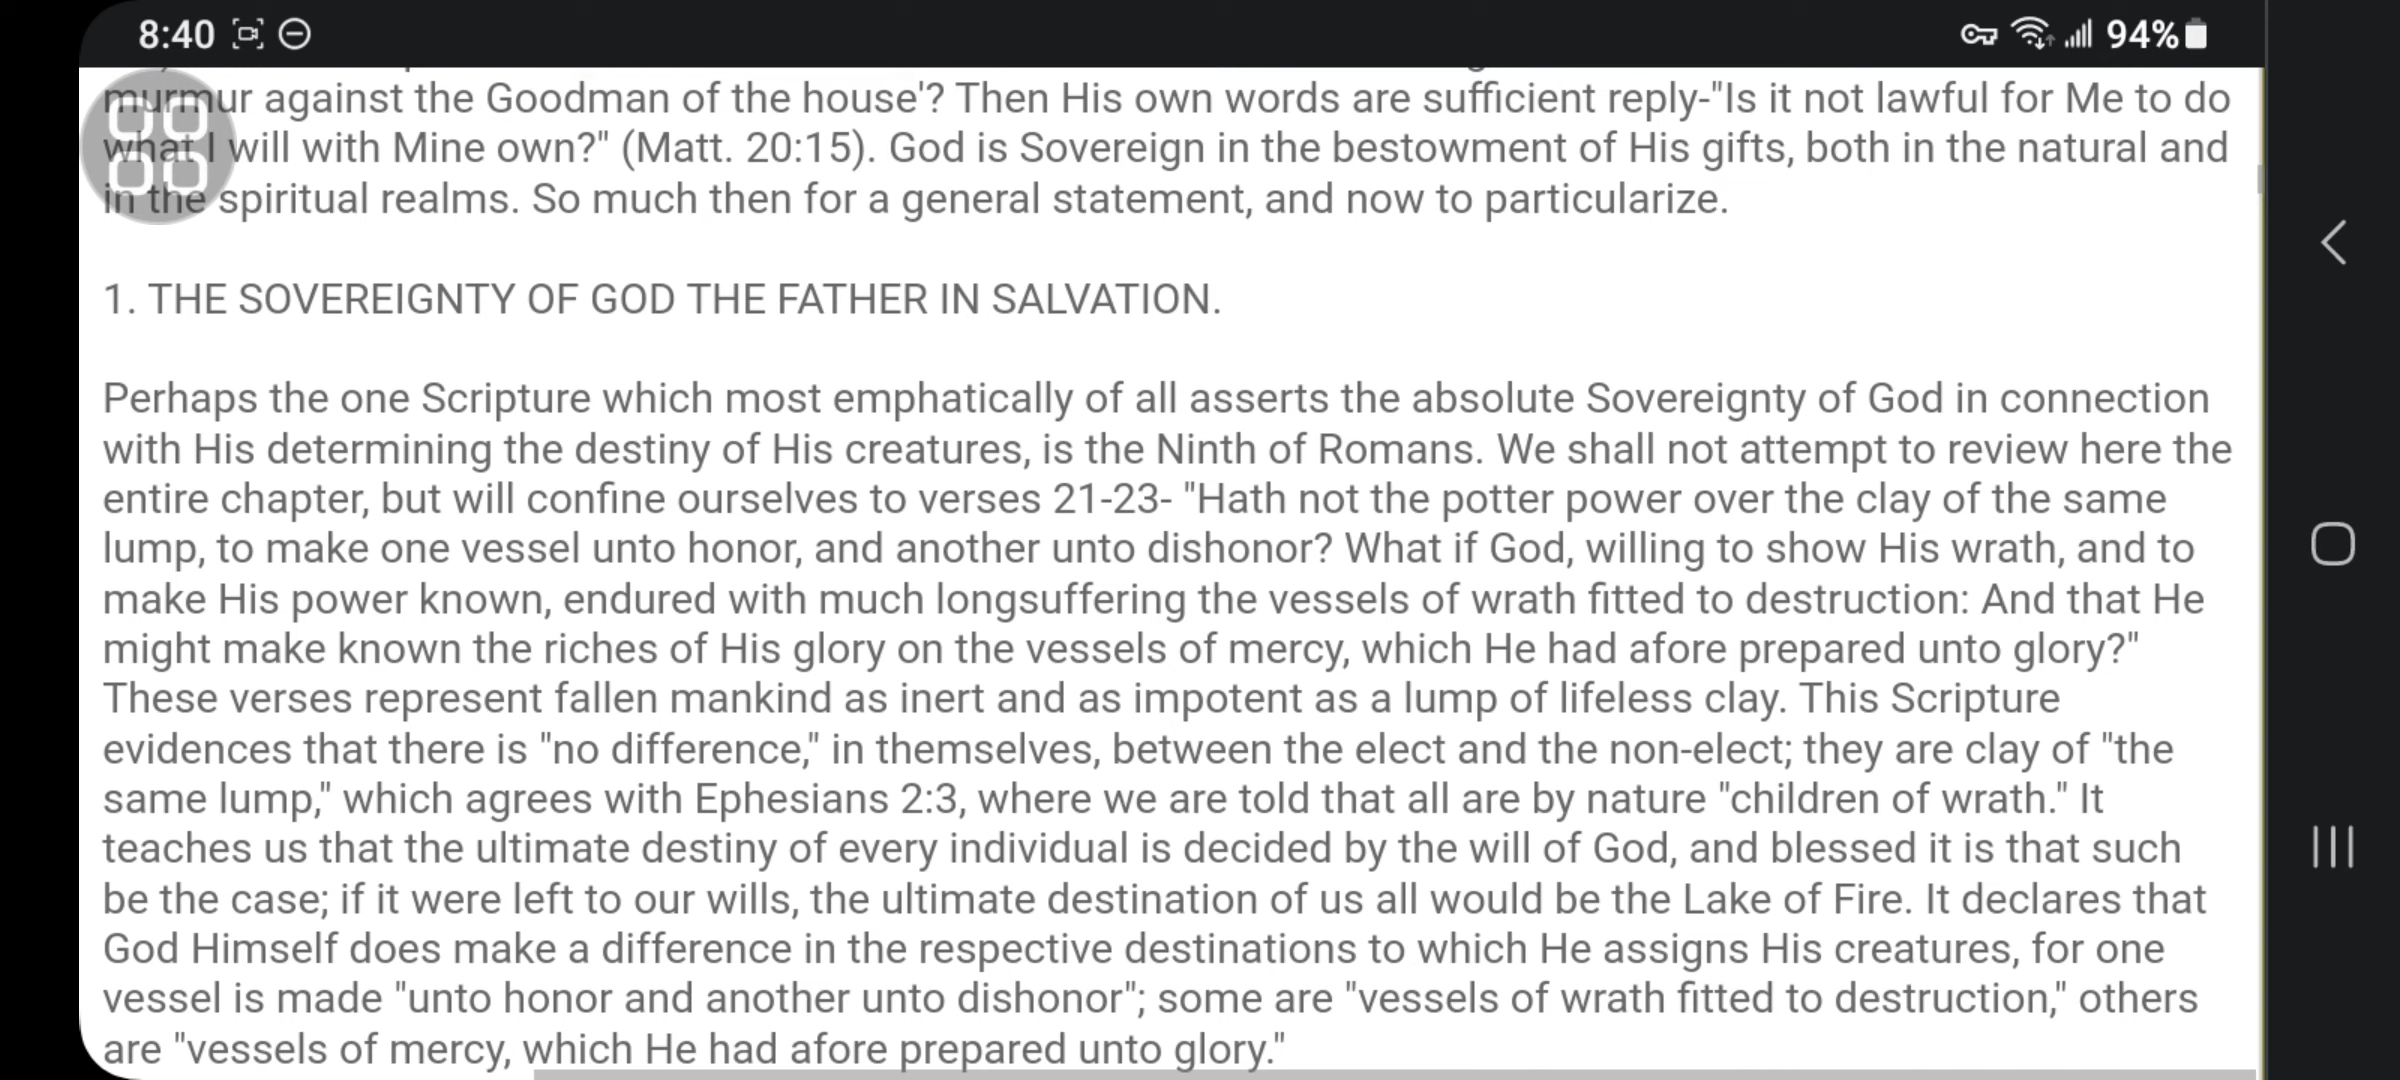 8:40
94%
murmur against the Goodman of the house'? Then His own words are sufficient reply-"Is it not lawful for Me to do
what I will with Mine own?" (Matt. 20:15). God is Sovereign in the bestowment of His gifts, both in the natural and
in the spiritual realms. So much then for a general statement, and now to particularize.
1. THE SOVEREIGNTY OF GOD THE FATHER IN SALVATION.
Perhaps the one Scripture which most emphatically of all asserts the absolute Sovereignty of God in connection
with His determining the destiny of His creatures, is the Ninth of Romans. We shall not attempt to review here the
entire chapter, but will confine ourselves to verses 21-23- "Hath not the potter power over the clay of the same
lump, to make one vessel unto honor, and another unto dishonor? What if God, willing to show His wrath, and to
make His power known, endured with much longsuffering the vessels of wrath fitted to destruction: And that He
might make known the riches of His glory on the vessels of mercy, which He had afore prepared unto glory?"
These verses represent fallen mankind as inert and as impotent as a lump of lifeless clay. This Scripture
evidences that there is "no difference," in themselves, between the elect and the non-elect; they are clay of "the
same lump," which agrees with Ephesians 2:3, where we are told that all are by nature "children of wrath." It
teaches us that the ultimate destiny of every individual is decided by the will of God, and blessed it is that such
be the case; if it were left to our wills, the ultimate destination of us all would be the Lake of Fire. It declares that
God Himself does make a difference in the respective destinations to which He assigns His creatures, for one
vessel is made "unto honor and another unto dishonor"; some are "vessels of wrath fitted to destruction," others
are "vessels of mercy, which He had afore prepared unto glory."